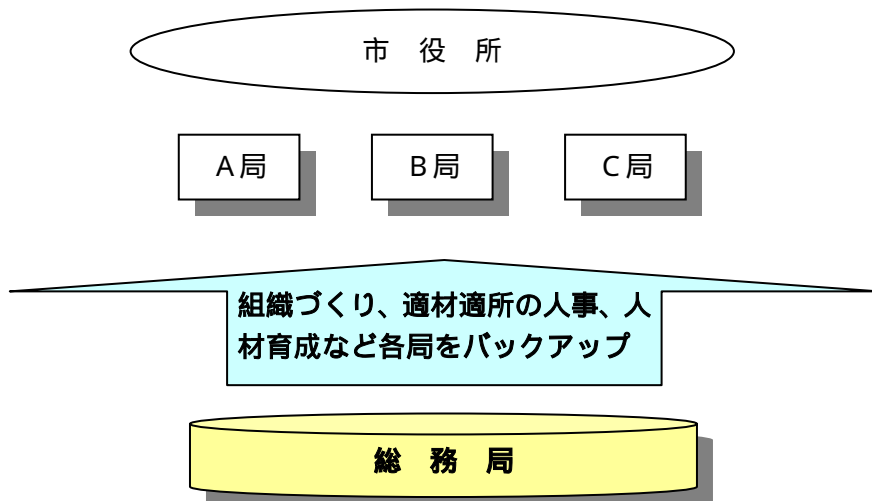 市　役　所
A局
B局
C局
組織づくり、適材適所の人事、人
材育成など各局をバックアップ
総　務　局